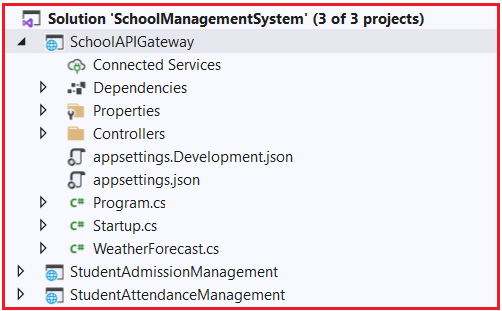 Solution 'SchoolManagementSystem' (3 of 3 projects)
SchoolAPIGateway
Connected Services
Dependencies
Properties
Controllers
appsettings.Development.json
appsettings.json
C# Program.cs
C# Startup.cs
C# WeatherForecast.cs
StudentAdmissionManagement
StudentAttendanceManagement